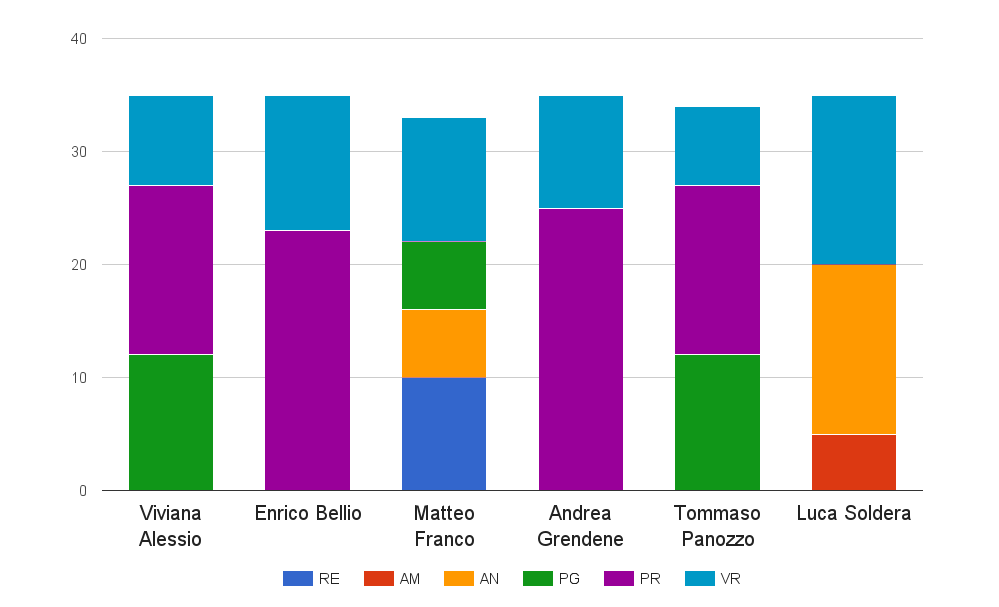 40
30
20
10
0
Viviana Alessio
Enrico Bellio
Matteo Franco
Andrea Grendene
Tommaso Panozzo
Luca Soldera
RE AM AN PG PR VR